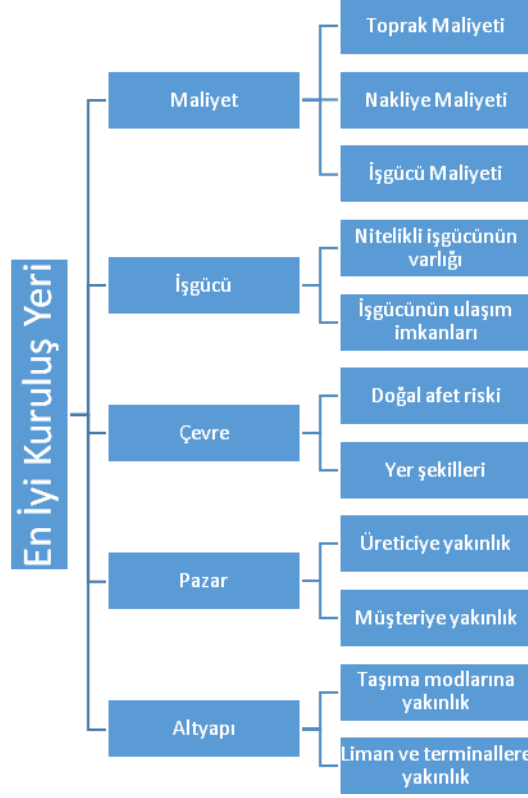 En İyi Kuruluş Yeri
Maliyet
Toprak Maliyeti
Nakliye Maliyeti
İşgücü Maliyeti
İşgücü
Nitelikli işgücünün
varlığı
İşgücünün ulaşım
imkanları
Çevre
Doğal afet riski
Yer şekilleri
Pazar
Üreticiye yakınlık
Müşteriye yakınlık
Altyapı
Taşıma modlarına
yakınlık
Liman ve terminallere
yakınlık